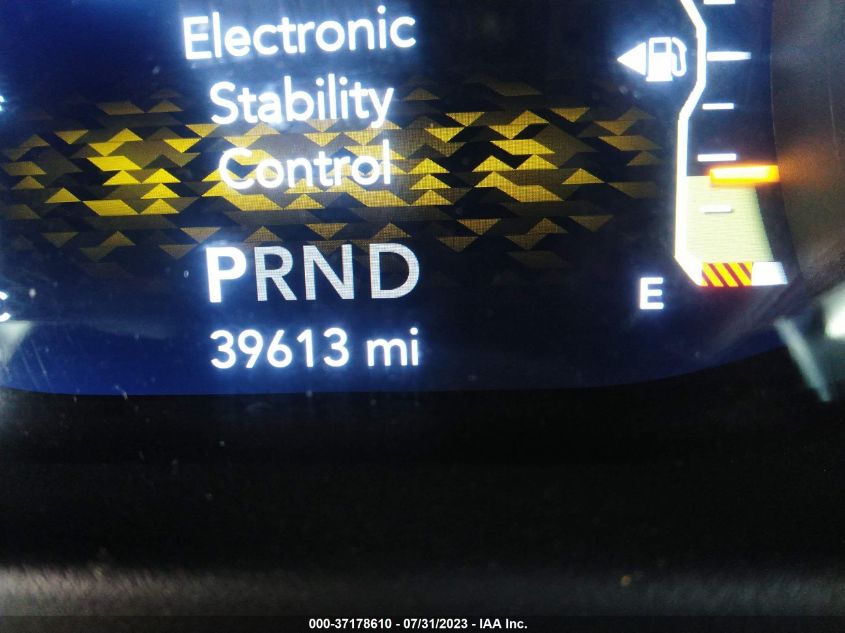 Electronic
Stability
Control
PRND
39613 mi
E
000-37178610 - 07/31/2023 - IAA Inc.